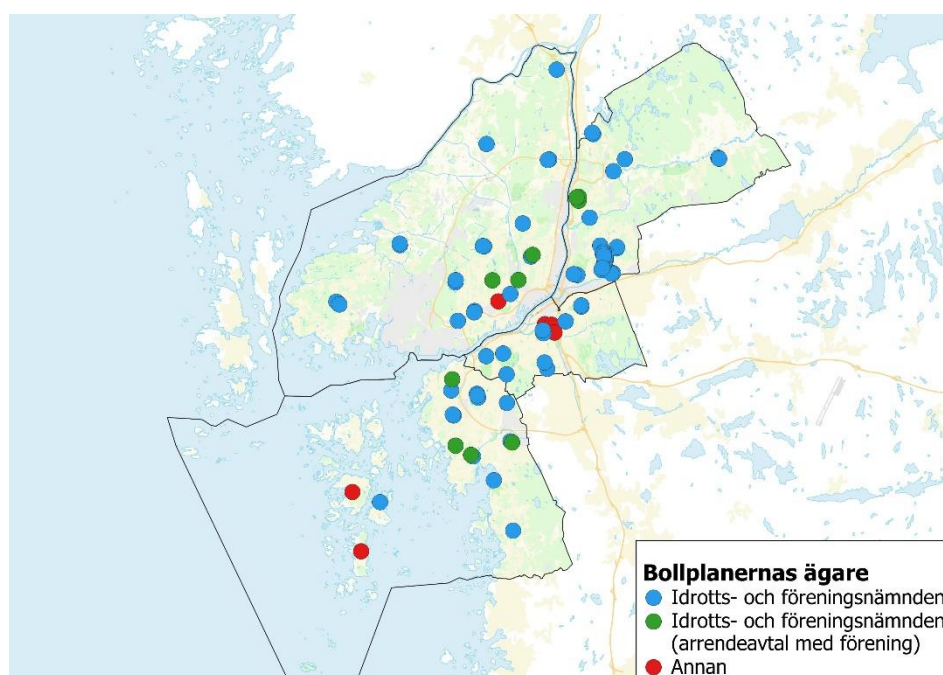 Bollplanernas ägare
Idrotts- och föreningsnämnden
Idrotts- och föreningsnämnden
(arrendeavtal med förening)
Annan